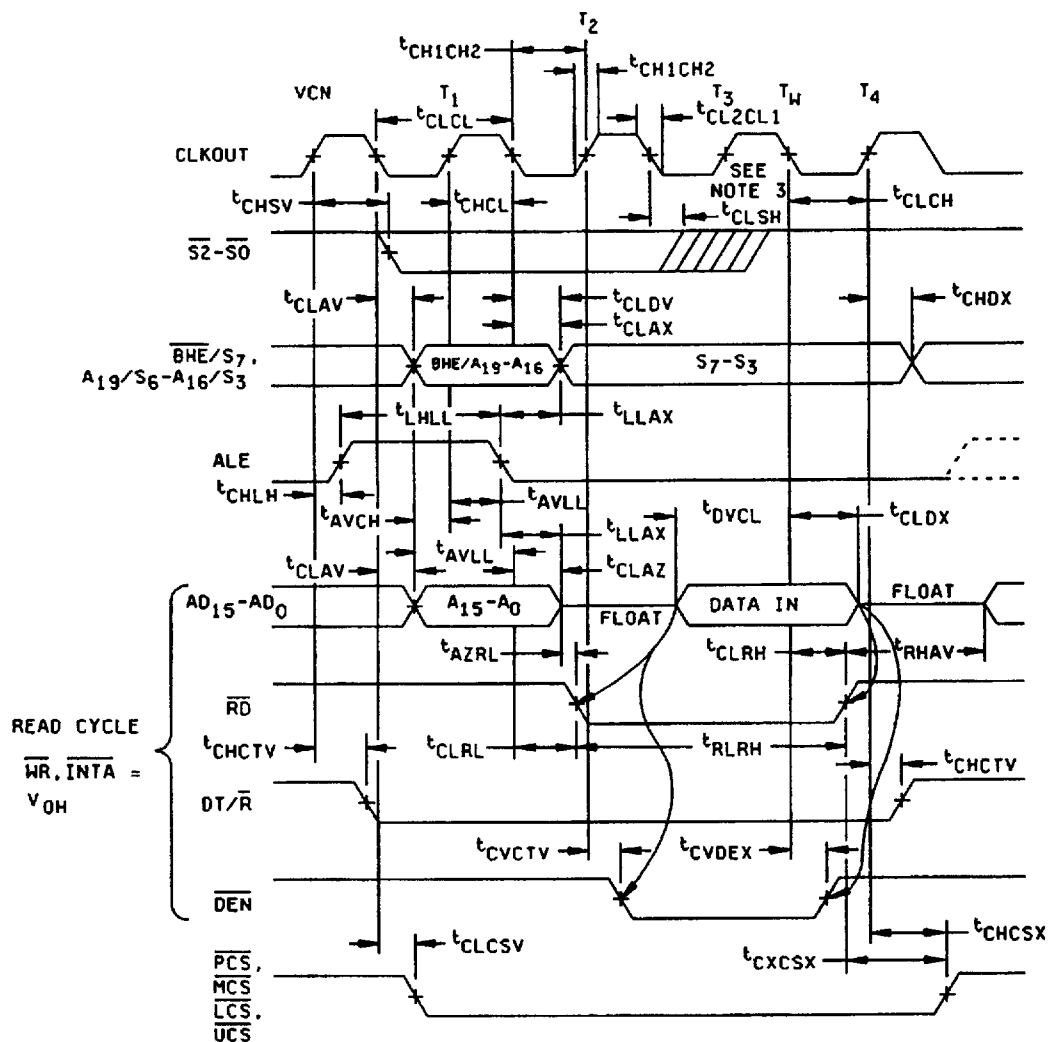 T2
tCH1CH2
tCH1CH2
VCN T1 T3 TW T4
tCLCL tCL2CL1
CLKOUT
SEE
NOTE 3
tCHSV tCHCL tCLCH
tCLSH
S2-S0
tCLAV tCLDV tCHDX
tCLAX
BHE/S7,
A19/S6-A16/S3
BHE/A19-A16 S7-S3
tLHLL tLLAX
ALE
tCHLH tAVLL tDVCL tCLDX
tAVCH
tLLAX
tAVLL
tCLAV tCLAZ
AD15-AD0 A15-A0 FLOAT DATA IN FLOAT
tAZRL tCLRH tRHAV
RD
READ CYCLE
WR, INTA =
VOH
tCHCTV tCLRL tRLRH tCHCTV
DT/R
tCVCTV tCVDEX
DEN
tCLCSV tCHCSX
tCXCSX
PCS,
MCS
LCS,
UCS